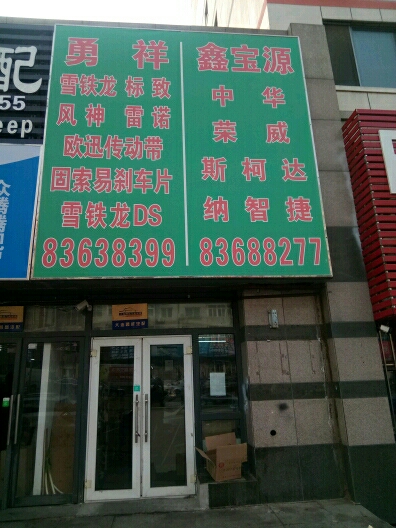 配
55
eep
勇祥
雪铁龙 标致
风神 雷诺
欧迅传动带
固索易刹车片
雪铁龙DS
83638399
鑫宝源
中华
荣威
斯柯达
纳智捷
83688277